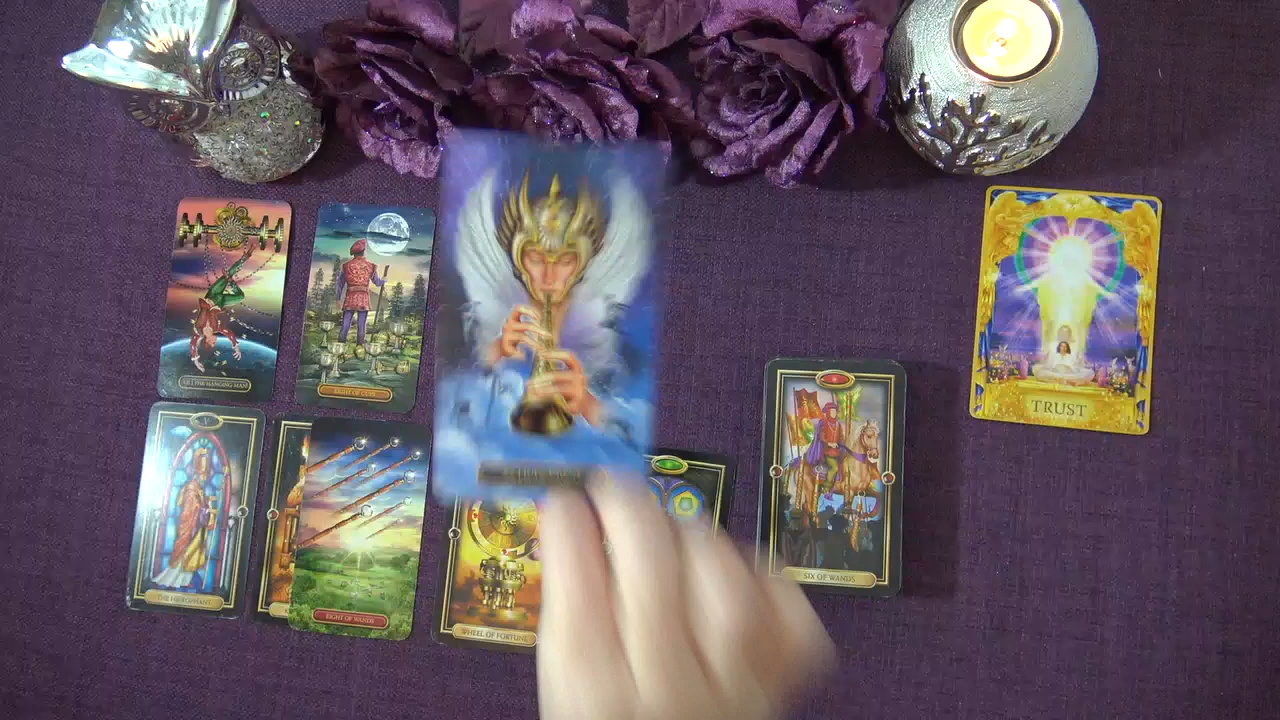 XII THE HANGING MAN
EIGHT OF CUPS
TRUST
V
THE HIEROPHANT
EIGHT OF WANDS
WHEEL OF FORTUNE
SIX OF WANDS